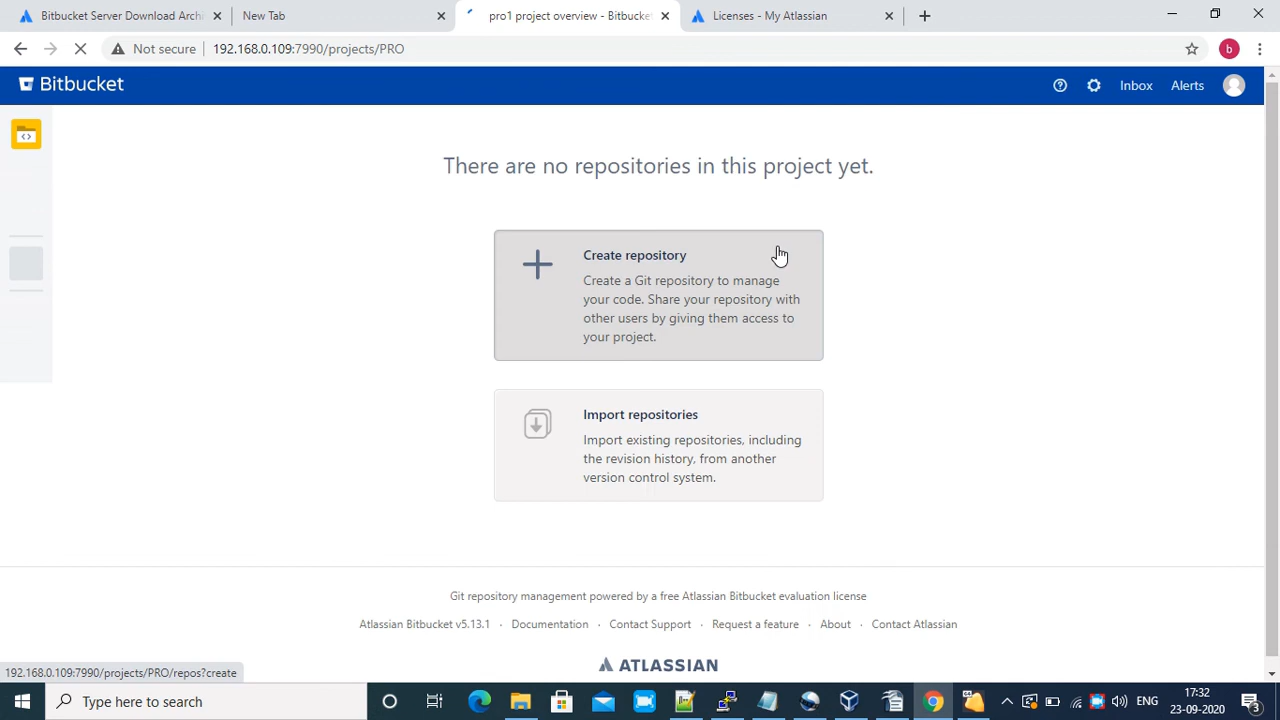 Bitbucket Server Download Archi
New Tab
pro1 project overview - Bitbucke
Licenses - My Atlassian
Not secure
192.168.0.109:7990/projects/PRO
b
Bitbucket
Inbox
Alerts
There are no repositories in this project yet.
Create repository
Create a Git repository to manage
your code. Share your repository with
other users by giving them access to
your project.
Import repositories
Import existing repositories, including
the revision history, from another
version control system.
Git repository management powered by a free Atlassian Bitbucket evaluation license
Atlassian Bitbucket v5.13.1 · Documentation · Contact Support · Request a feature · About · Contact Atlassian
ATLASSIAN
192.168.0.109:7990/projects/PRO/repos?create
Type here to search
ENG
17:32
23-09-2020
3